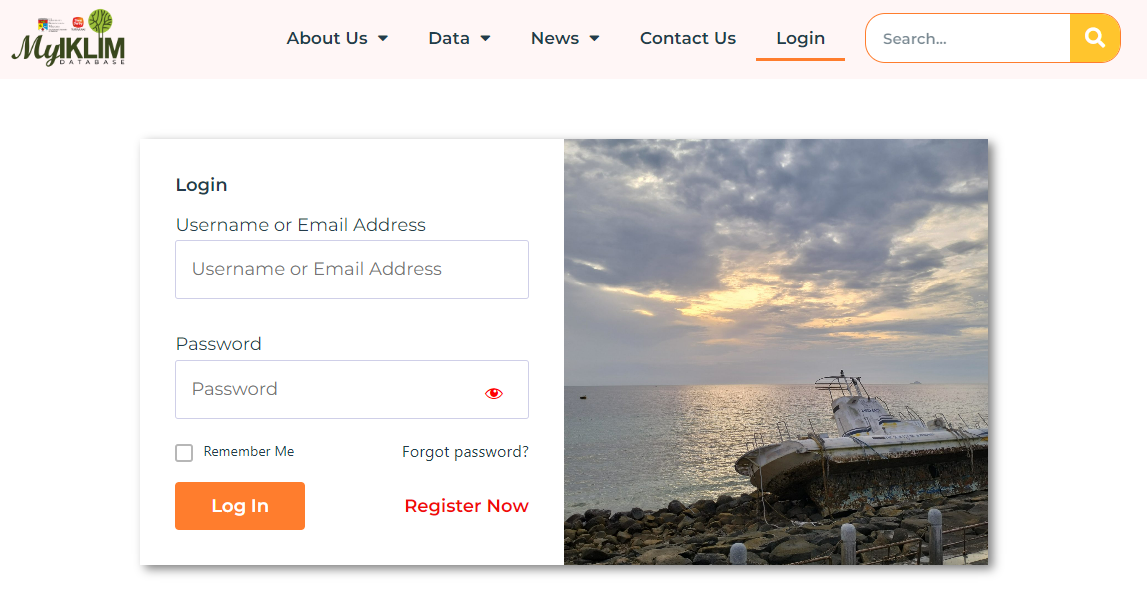 MyIKLIM
DATABASE
About Us
Data
News
Contact Us
Login
Search...
Login
Username or Email Address
Username or Email Address
Password
Password
Remember Me
Forgot password?
Log In
Register Now